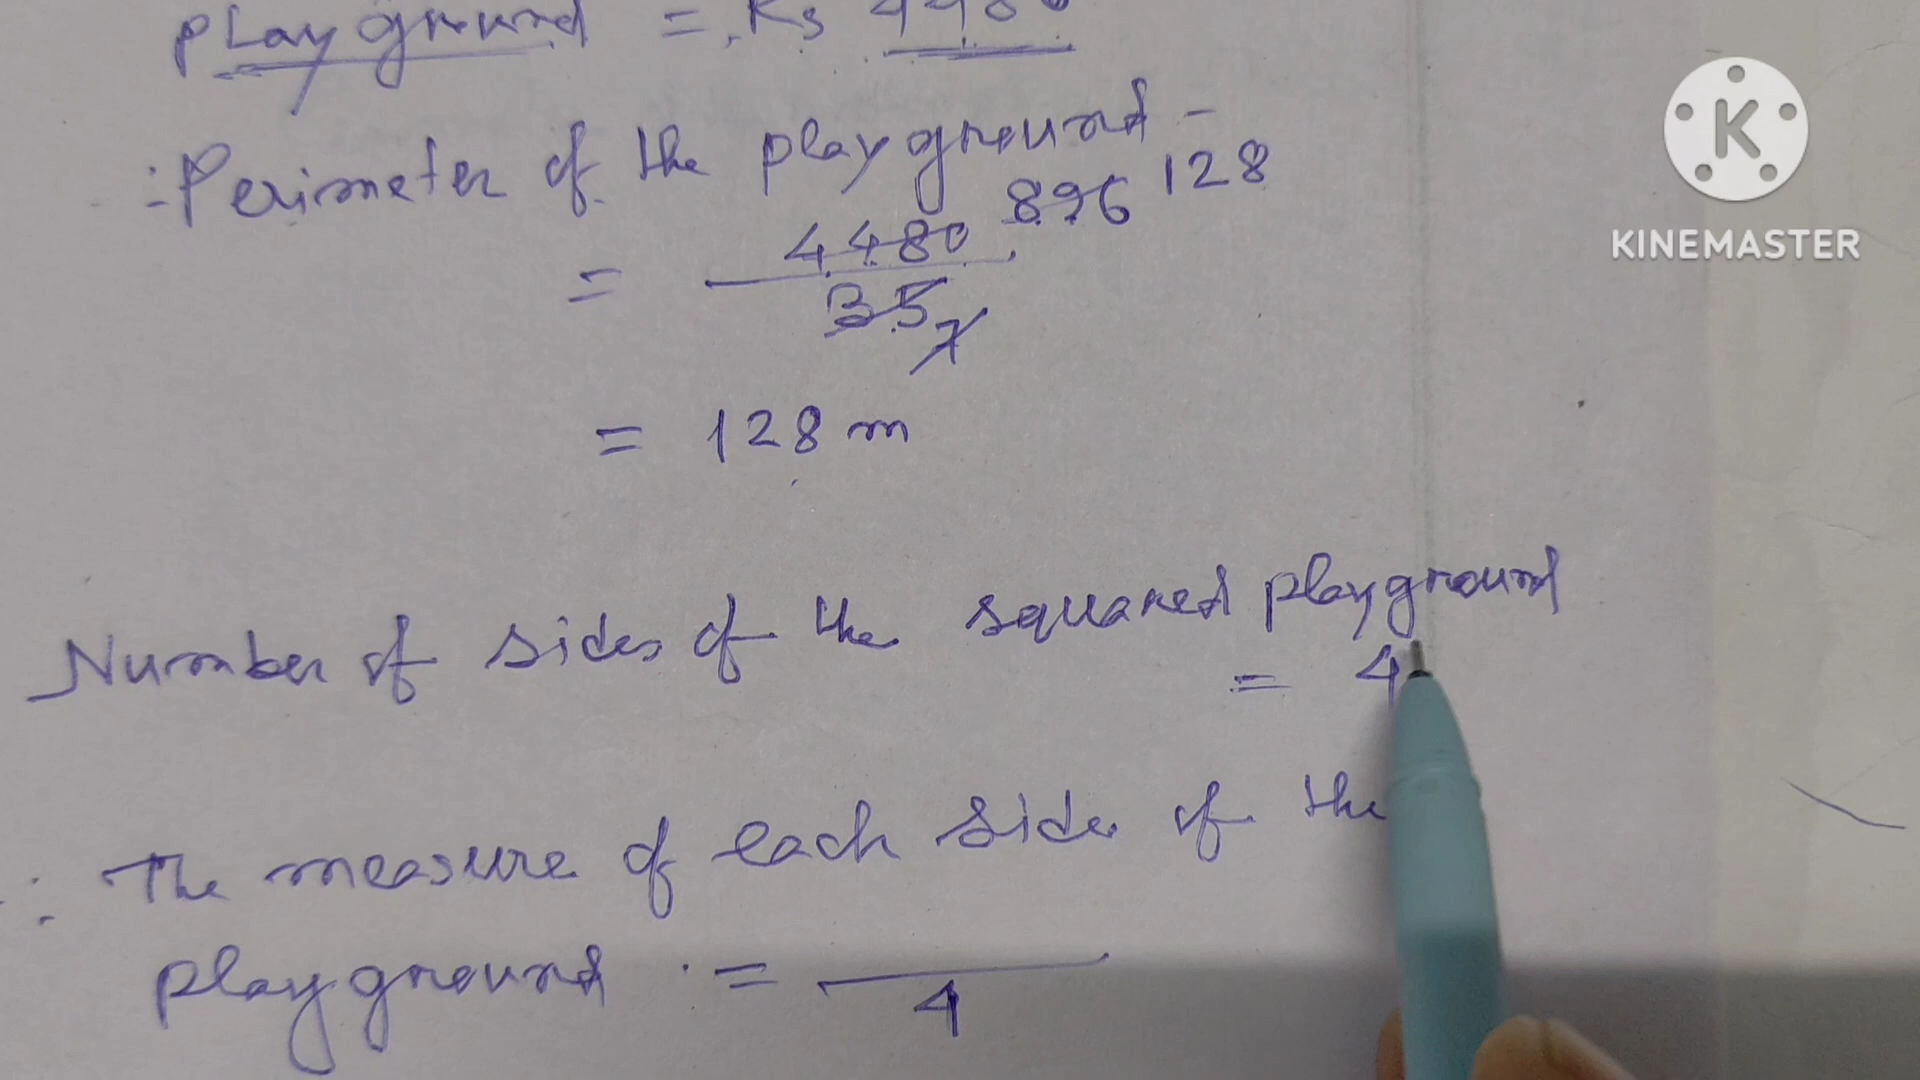 playground = Rs 4480
∴ Perimeter of the playground -
= 4480 896 128
35 7
= 128 m
Number of sides of the squared playground
= 4
∴ The measure of each side of the
playground = 
4
K
KINEMASTER